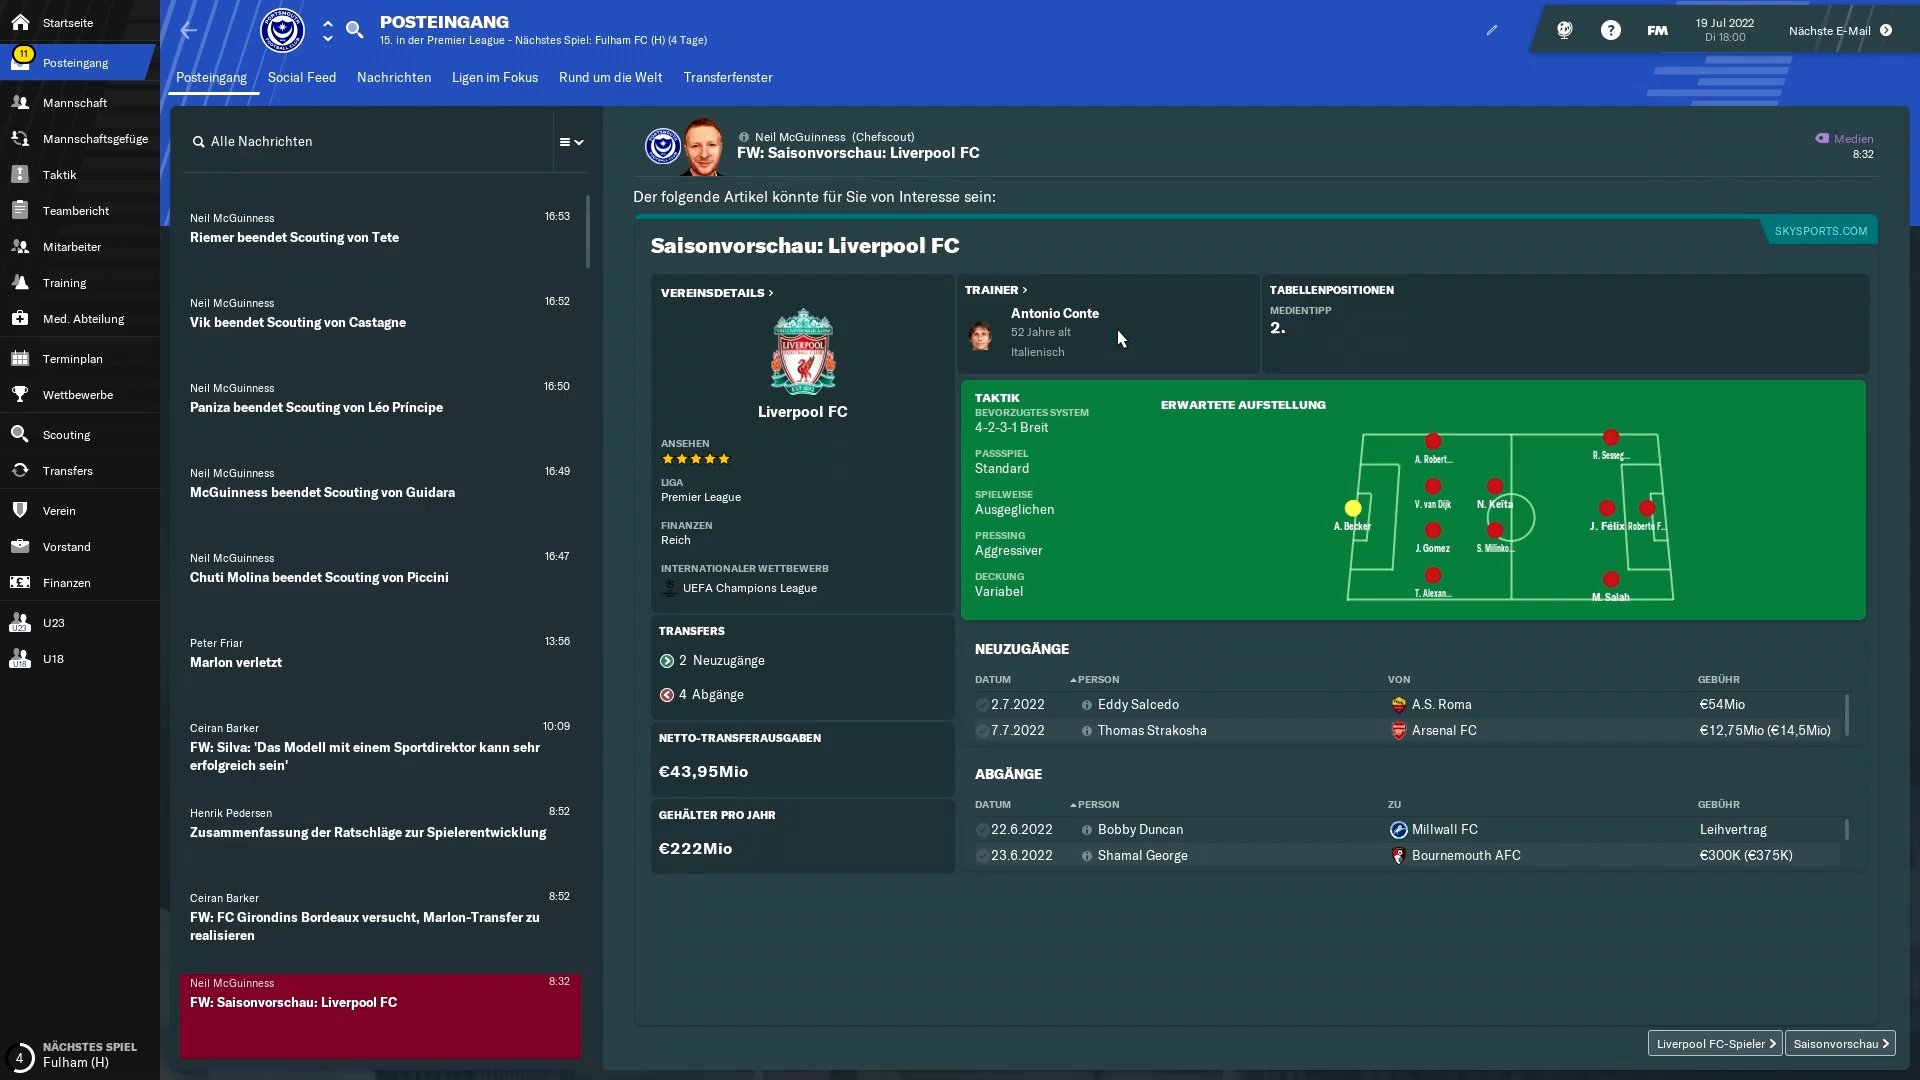 Startseite
11
Posteingang
Mannschaft
Mannschaftsgefüge
Taktik
Teambericht
Mitarbeiter
Training
Med. Abteilung
Terminplan
Wettbewerbe
Scouting
Transfers
Verein
Vorstand
Finanzen
U23
U23
U18
U18
4
NÄCHSTES SPIEL
Fulham (H)
POSTEINGANG
15. in der Premier League - Nächstes Spiel: Fulham FC (H) (4 Tage)
FM
19 Jul 2022
Di 18:00
Nächste E-Mail
Posteingang Social Feed Nachrichten Ligen im Fokus Rund um die Welt Transferfenster
Alle Nachrichten
Neil McGuinness 16:53
Riemer beendet Scouting von Tete
Neil McGuinness 16:52
Vik beendet Scouting von Castagne
Neil McGuinness 16:50
Paniza beendet Scouting von Léo Príncipe
Neil McGuinness 16:49
McGuinness beendet Scouting von Guidara
Neil McGuinness 16:47
Chuti Molina beendet Scouting von Piccini
Peter Friar 13:56
Marlon verletzt
Ceiran Barker 10:09
FW: Silva: 'Das Modell mit einem Sportdirektor kann sehr
erfolgreich sein'
Henrik Pedersen 8:52
Zusammenfassung der Ratschläge zur Spielerentwicklung
Ceiran Barker 8:52
FW: FC Girondins Bordeaux versucht, Marlon-Transfer zu
realisieren
Neil McGuinness 8:32
FW: Saisonvorschau: Liverpool FC
Neil McGuinness (Chefscout)
FW: Saisonvorschau: Liverpool FC
Medien
8:32
Der folgende Artikel könnte für Sie von Interesse sein:
SKYSPORTS.COM
Saisonvorschau: Liverpool FC
VEREINSDETAILS
Liverpool FC
ANSEHEN
LIGA
Premier League
FINANZEN
Reich
INTERNATIONALER WETTBEWERB
UEFA Champions League
TRANSFERS
2 Neuzugänge
4 Abgänge
NETTO-TRANSFERAUSGABEN
€43,95Mio
GEHÄLTER PRO JAHR
€222Mio
TRAINER
Antonio Conte
52 Jahre alt
Italienisch
TABELLENPOSITIONEN
MEDIENTIPP
2.
TAKTIK
BEVORZUGTES SYSTEM
4-2-3-1 Breit
PASSSPIEL
Standard
SPIELWEISE
Ausgeglichen
PRESSING
Aggressiver
DECKUNG
Variabel
ERWARTETE AUFSTELLUNG
A. Robert...
R. Sesseg...
V. van Dijk
N. Keïta
A. Becker
J. Félix
Roberto F...
J. Gomez
S. Milinko...
T. Alexan...
M. Salah
NEUZUGÄNGE
DATUM PERSON VON GEBÜHR
2.7.2022 Eddy Salcedo A.S. Roma €54Mio
7.7.2022 Thomas Strakosha Arsenal FC €12,75Mio (€14,5Mio)
ABGÄNGE
DATUM PERSON ZU GEBÜHR
22.6.2022 Bobby Duncan Millwall FC Leihvertrag
23.6.2022 Shamal George Bournemouth AFC €300K (€375K)
Liverpool FC-Spieler
Saisonvorschau